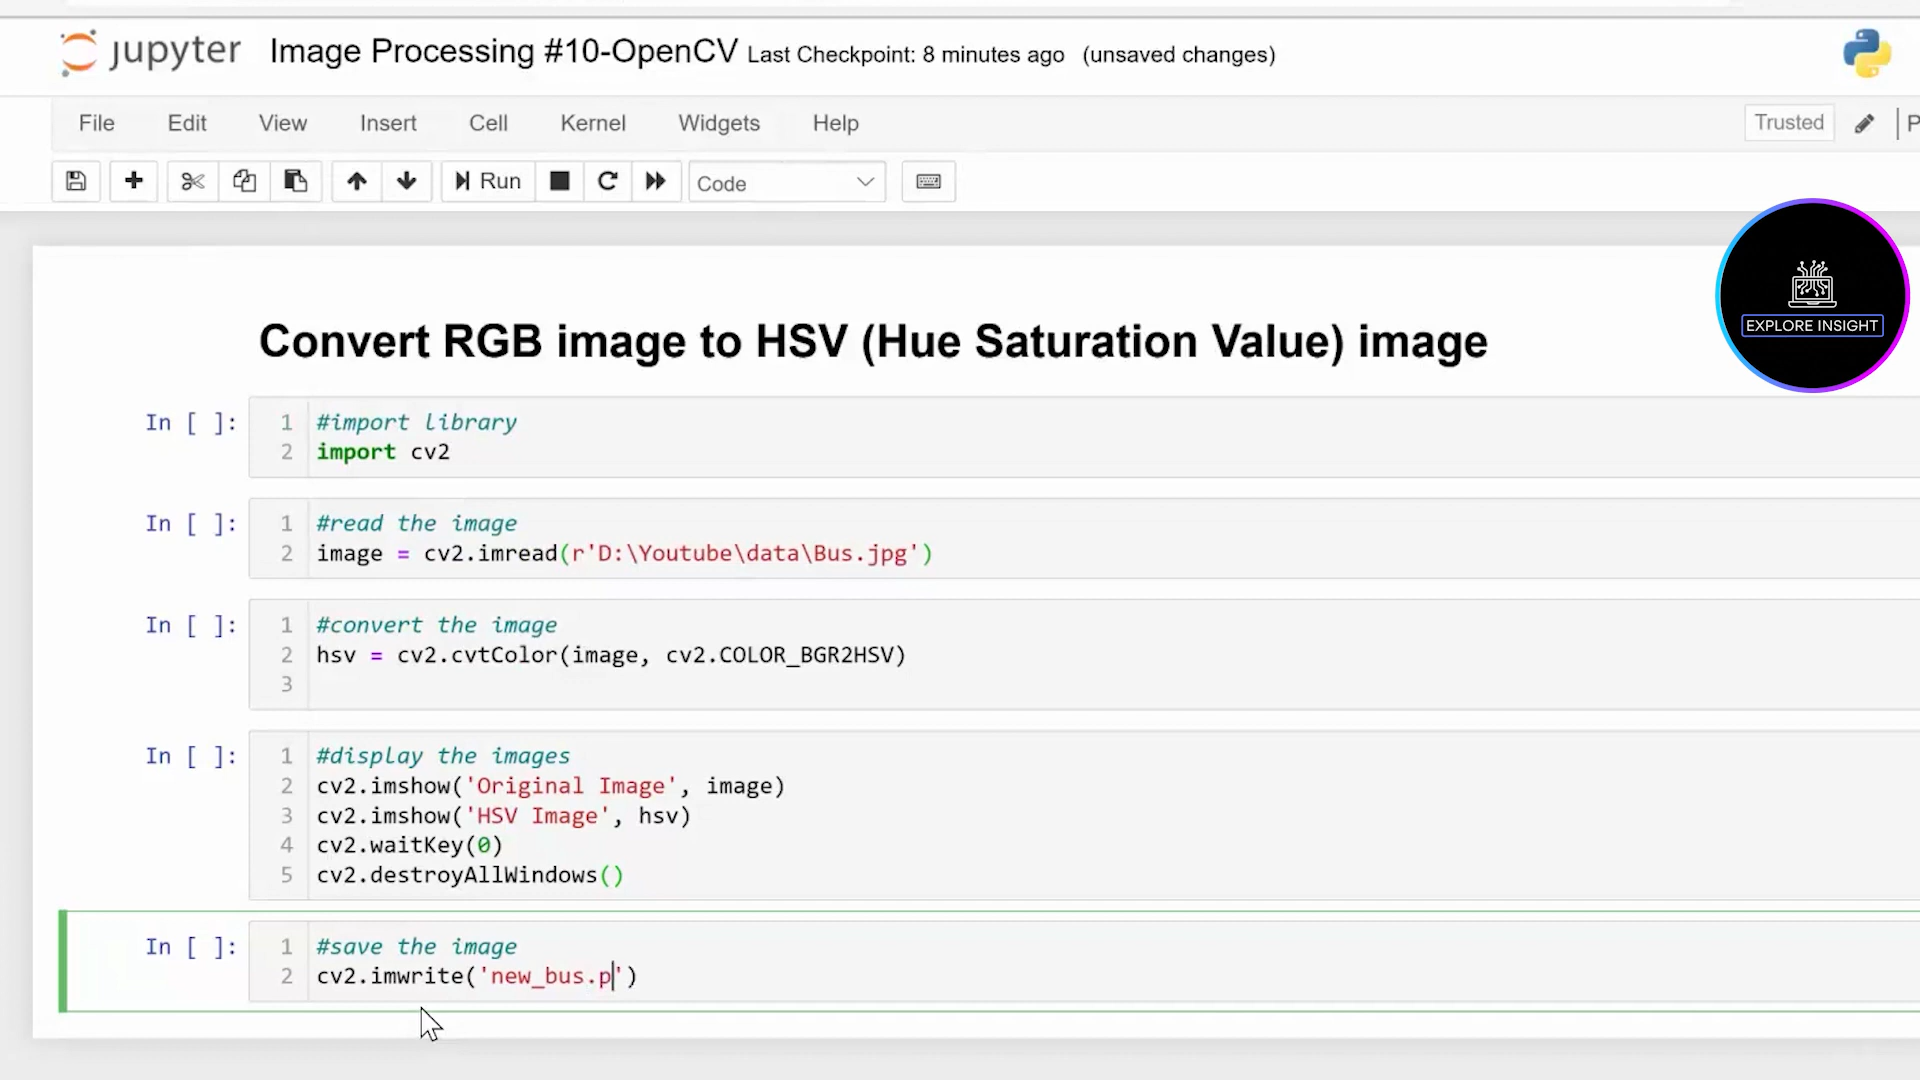 jupyter Image Processing #10-OpenCV Last Checkpoint: 8 minutes ago (unsaved changes)
File Edit View Insert Cell Kernel Widgets Help Trusted P
Run Code
EXPLORE INSIGHT
Convert RGB image to HSV (Hue Saturation Value) image
In [ ]: 1 #import library
2 import cv2
In [ ]: 1 #read the image
2 image = cv2.imread(r'D:\Youtube\data\Bus.jpg')
In [ ]: 1 #convert the image
2 hsv = cv2.cvtColor(image, cv2.COLOR_BGR2HSV)
3
In [ ]: 1 #display the images
2 cv2.imshow('Original Image', image)
3 cv2.imshow('HSV Image', hsv)
4 cv2.waitKey(0)
5 cv2.destroyAllWindows()
In [ ]: 1 #save the image
2 cv2.imwrite('new_bus.p')